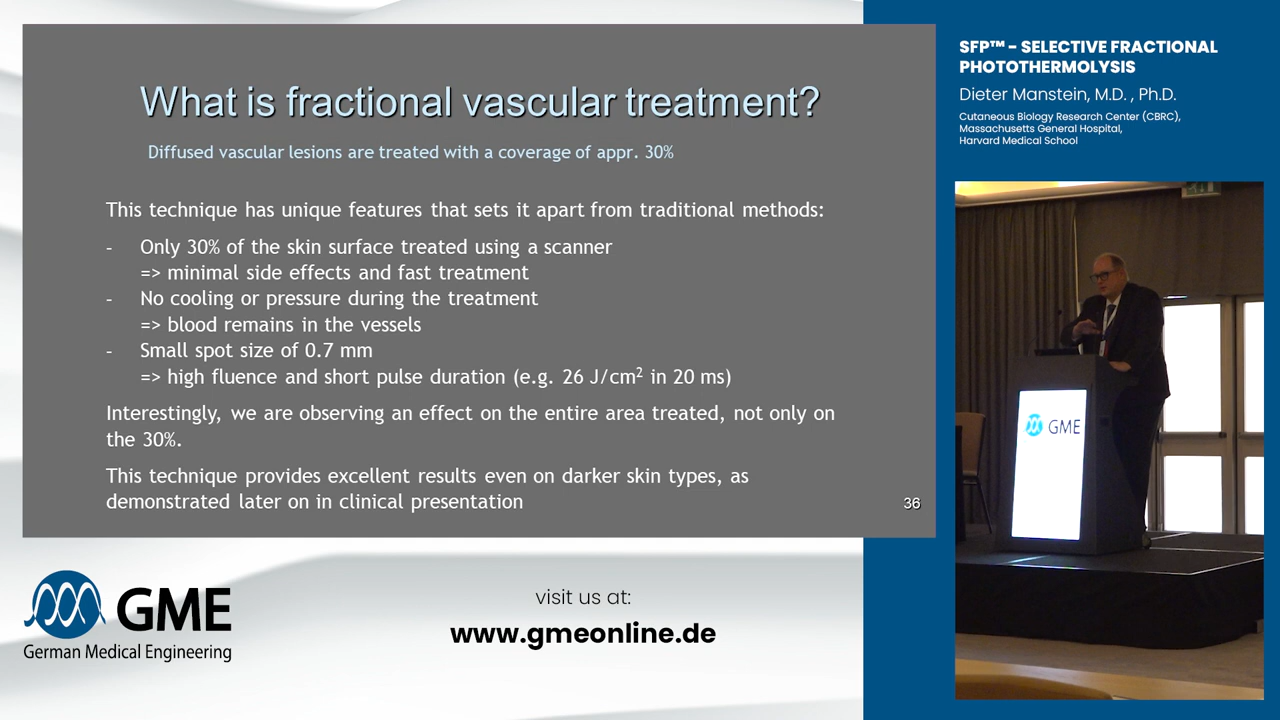 What is fractional vascular treatment?
Diffused vascular lesions are treated with a coverage of appr. 30%
This technique has unique features that sets it apart from traditional methods:
- Only 30% of the skin surface treated using a scanner
=> minimal side effects and fast treatment
- No cooling or pressure during the treatment
=> blood remains in the vessels
- Small spot size of 0.7 mm
=> high fluence and short pulse duration (e.g. 26 J/cm² in 20 ms)
Interestingly, we are observing an effect on the entire area treated, not only on
the 30%.
This technique provides excellent results even on darker skin types, as
demonstrated later on in clinical presentation
36
SFP™ - SELECTIVE FRACTIONAL
PHOTOTHERMOLYSIS
Dieter Manstein, M.D. , Ph.D.
Cutaneous Biology Research Center (CBRC),
Massachusetts General Hospital,
Harvard Medical School
GME
GME
German Medical Engineering
visit us at:
www.gmeonline.de